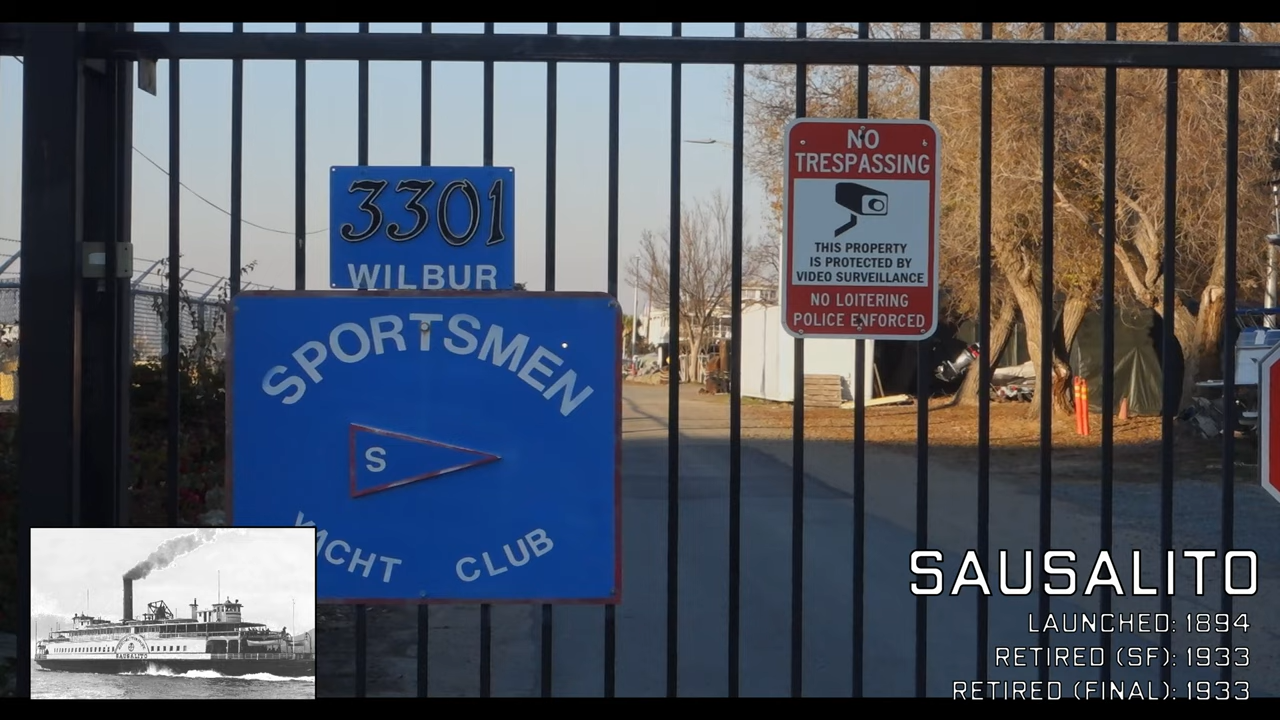 3301
WILBUR
SPORTSMEN
S
YACHT CLUB
NO
TRESPASSING
THIS PROPERTY
IS PROTECTED BY
VIDEO SURVEILLANCE
NO LOITERING
POLICE ENFORCED
SAUSALITO
SAUSALITO
LAUNCHED: 1894
RETIRED (SF): 1933
RETIRED (FINAL): 1933